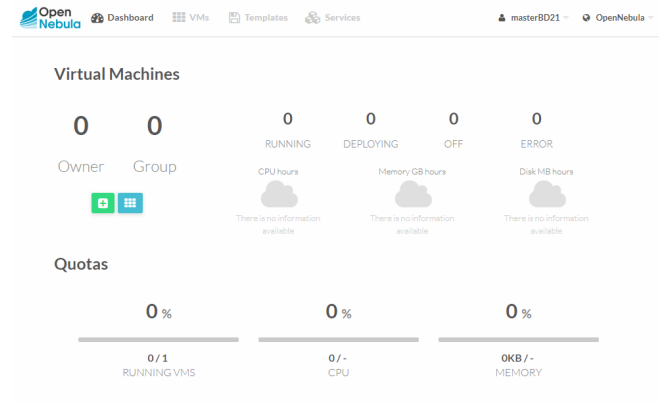 Open Nebula Dashboard VMs Templates Services masterBD21 OpenNebula
Virtual Machines
0 0
Owner Group
0 0 0 0
RUNNING DEPLOYING OFF ERROR
CPU hours Memory GB hours Disk MB hours
There is no information available There is no information available There is no information available
Quotas
0 % 0 % 0 %
0 / 1 0 / - 0KB / -
RUNNING VMS CPU MEMORY